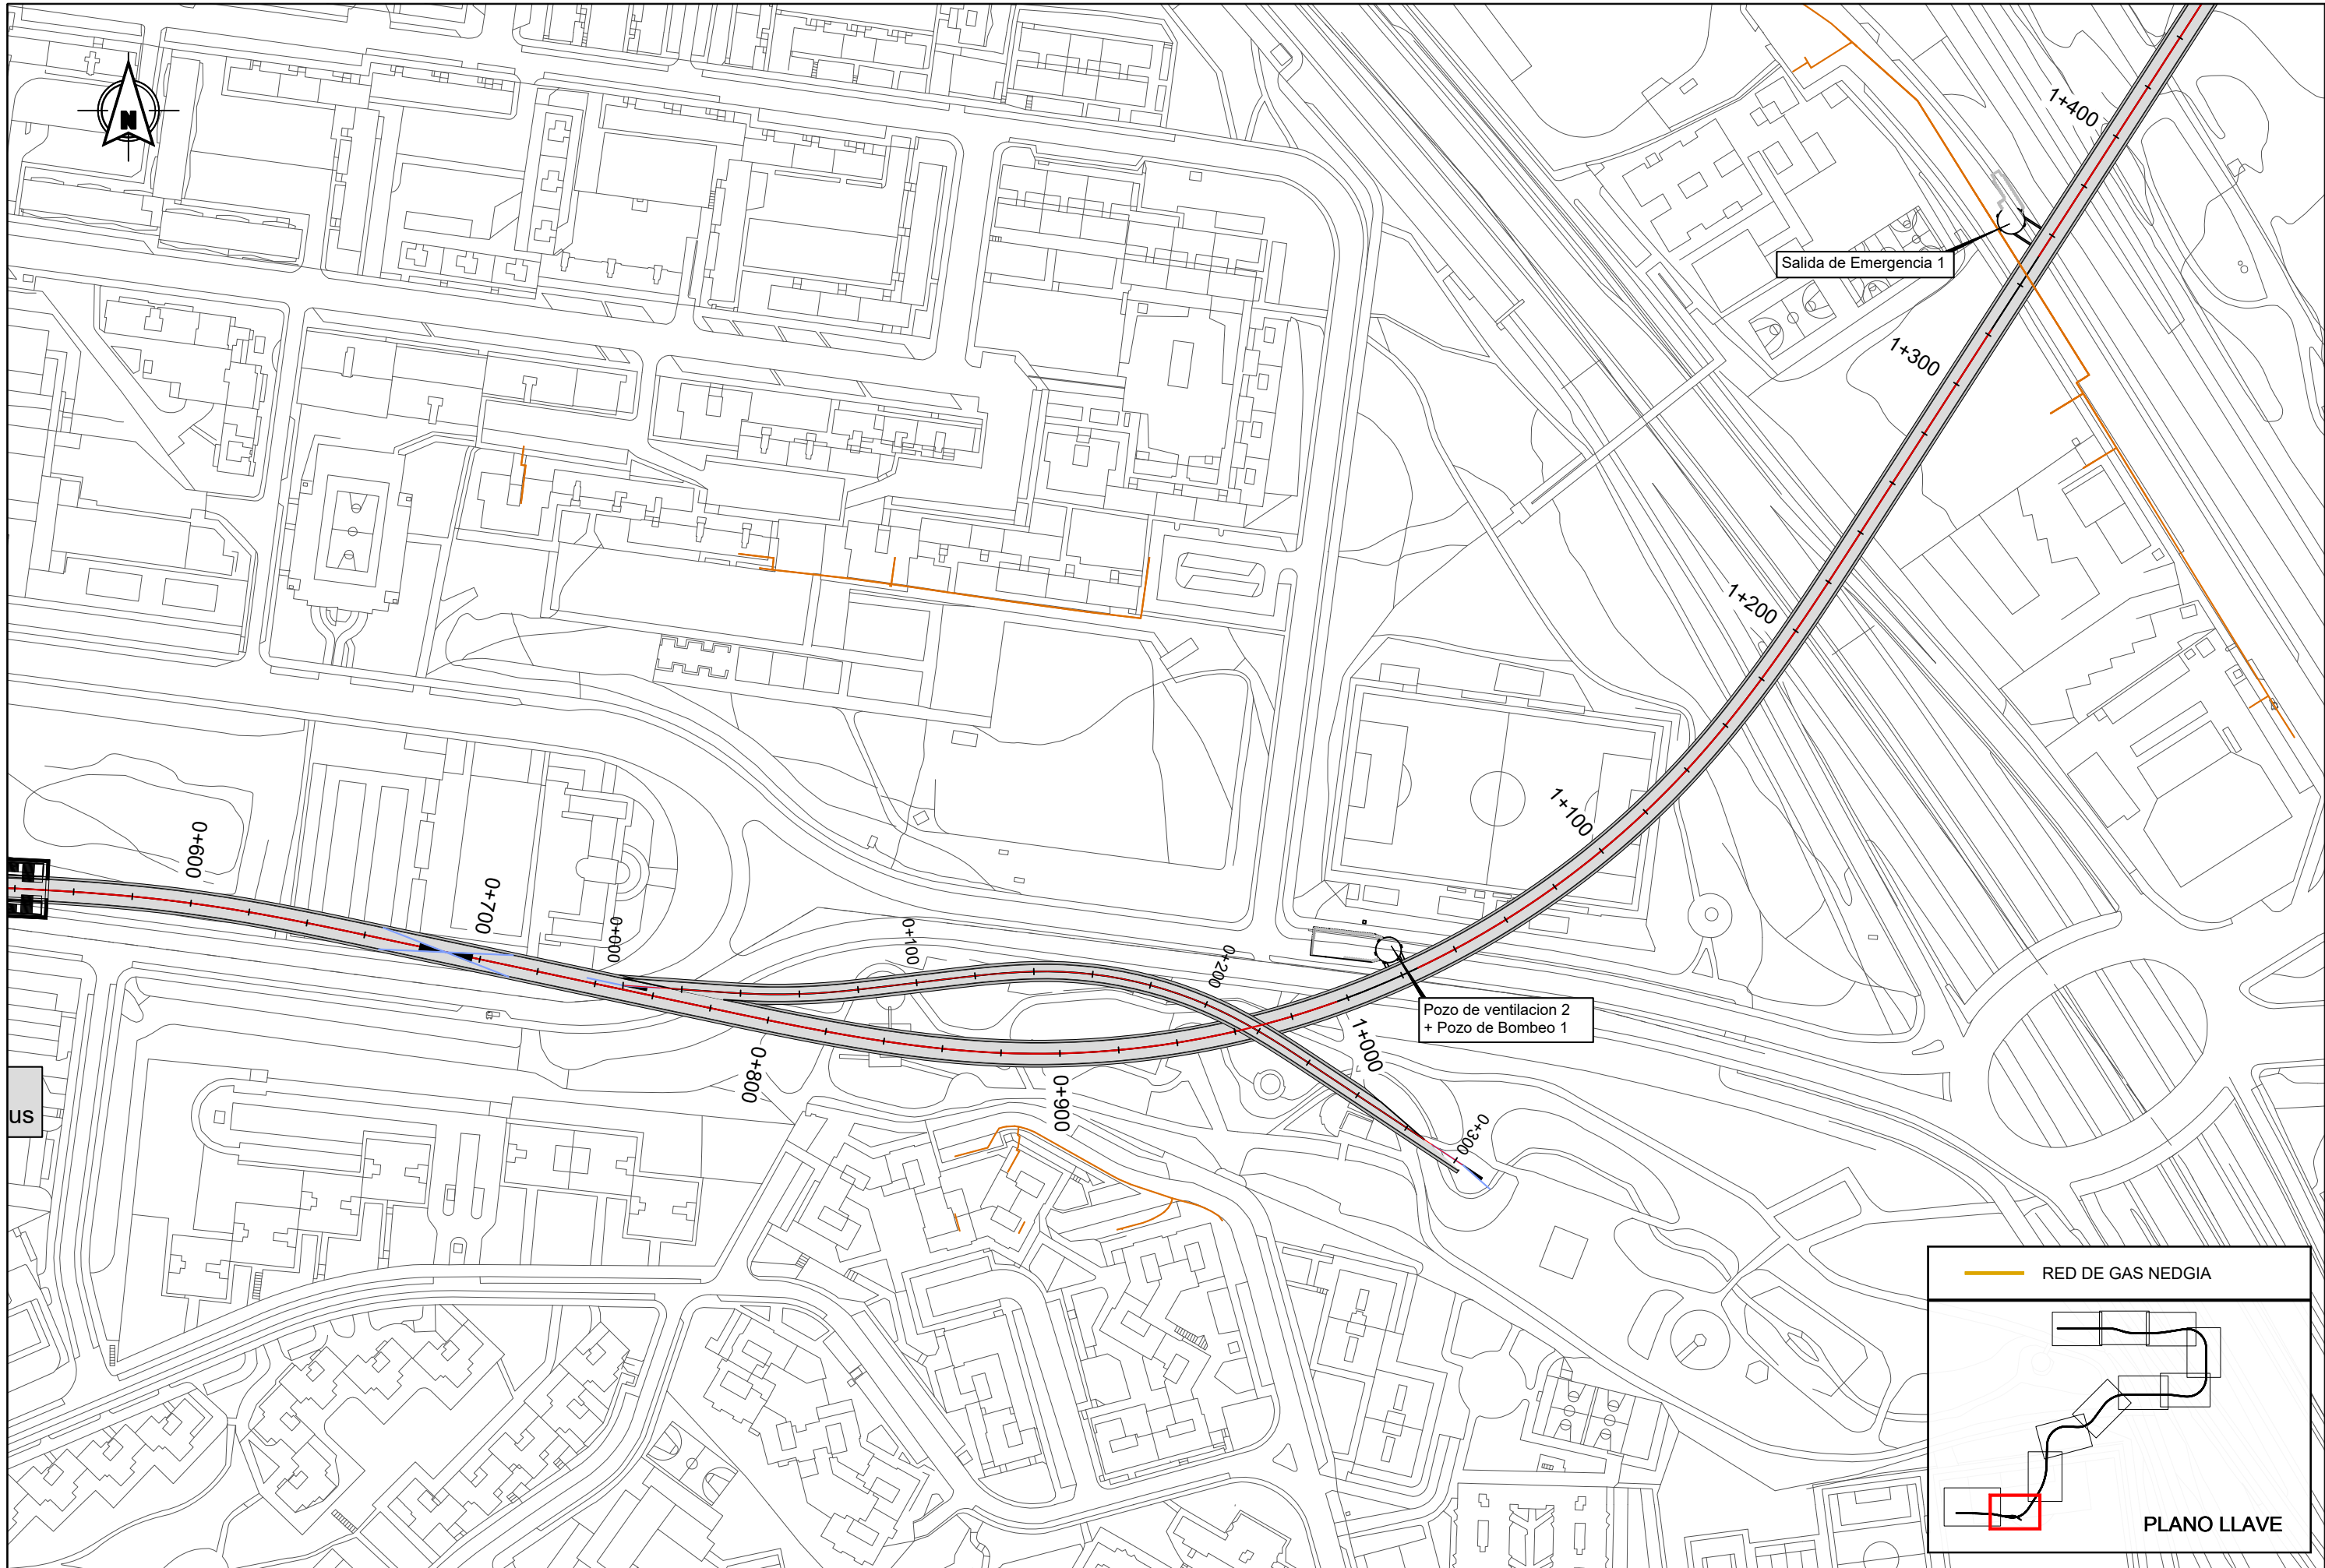 N
1+400
Salida de Emergencia 1
1+300
1+200
1+100
0+600
0+700
0+000
0+100
0+200
Pozo de ventilacion 2
+ Pozo de Bombeo 1
1+000
0+800
0+900
0+300
us
RED DE GAS NEDGIA
PLANO LLAVE